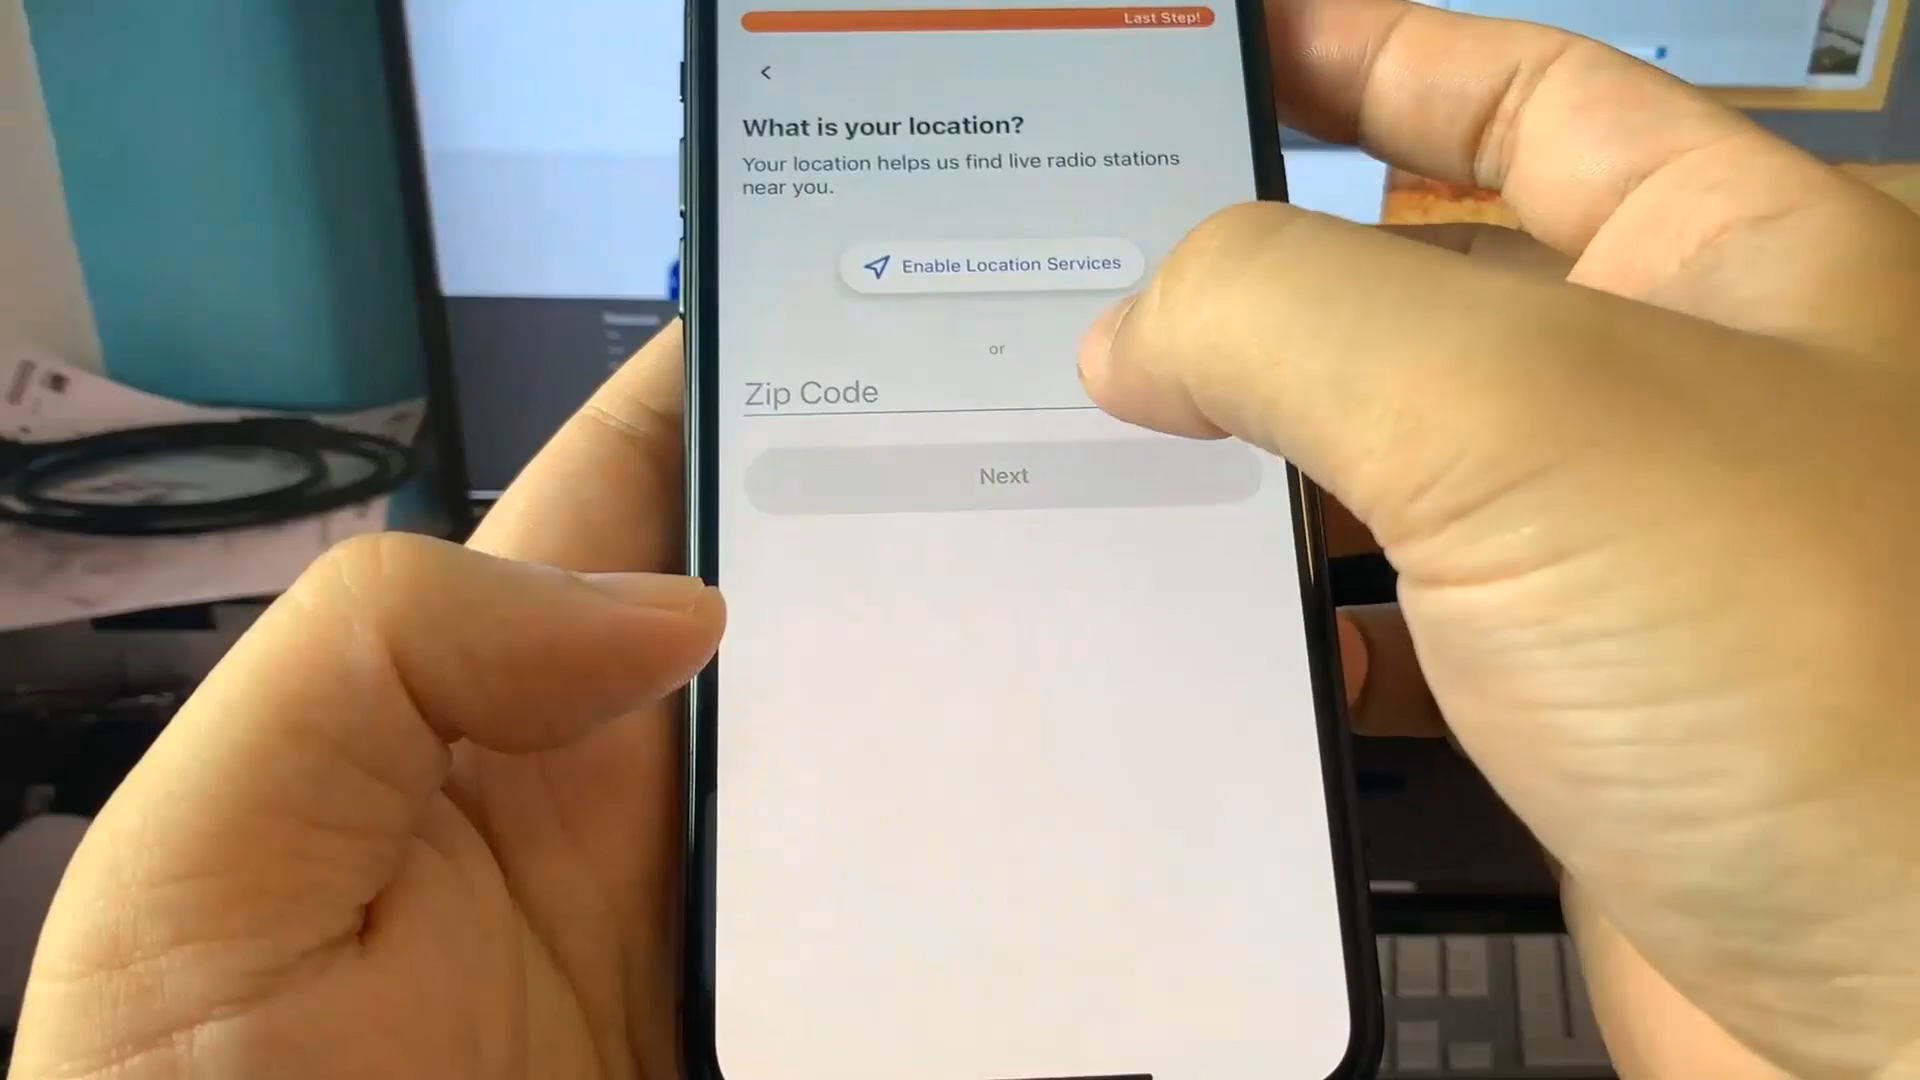 Last Step!
What is your location?
Your location helps us find live radio stations
near you.
Enable Location Services
or
Zip Code
Next